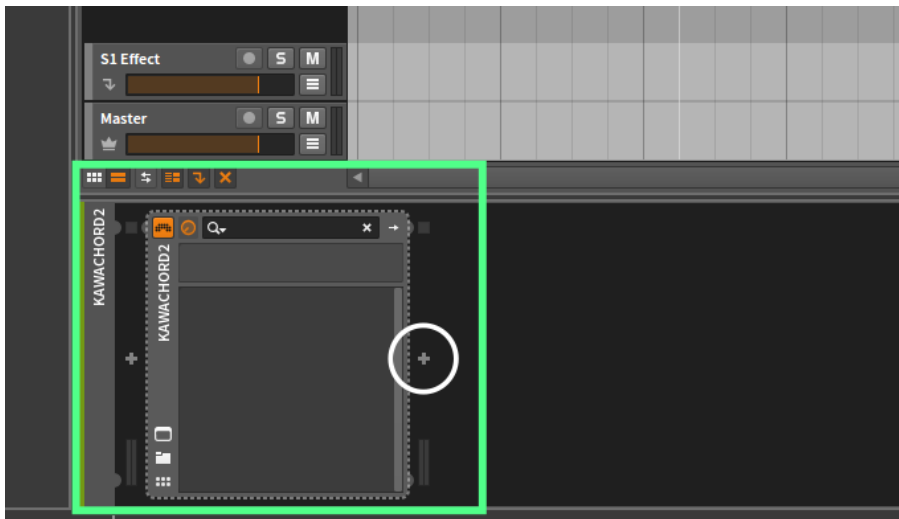 S1 Effect
S M
Master
S M
KAWACHORD2
KAWACHORD2